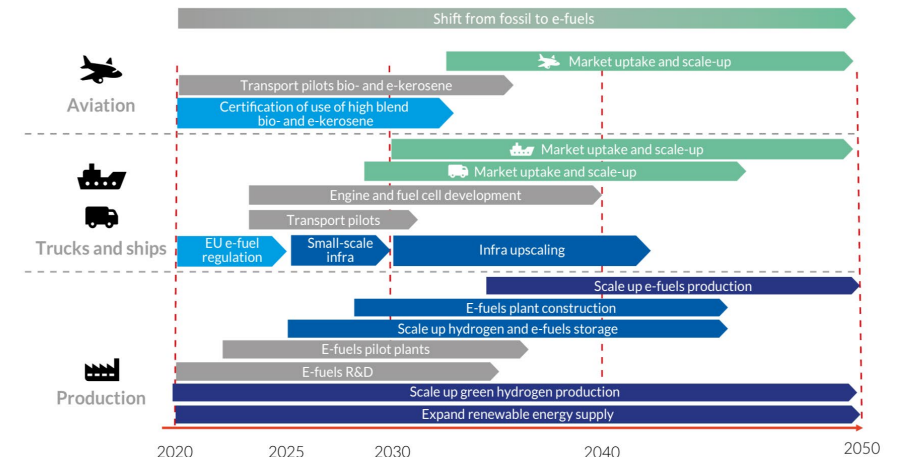 Shift from fossil to e-fuels
Market uptake and scale-up
Transport pilots bio- and e-kerosene
Aviation
Certification of use of high blend
bio- and e-kerosene
Market uptake and scale-up
Market uptake and scale-up
Engine and fuel cell development
Transport pilots
Trucks and ships
EU e-fuel
regulation
Small-scale
infra
Infra upscaling
Scale up e-fuels production
E-fuels plant construction
Scale up hydrogen and e-fuels storage
E-fuels pilot plants
E-fuels R&D
Production
Scale up green hydrogen production
Expand renewable energy supply
2020 2025 2030 2040 2050